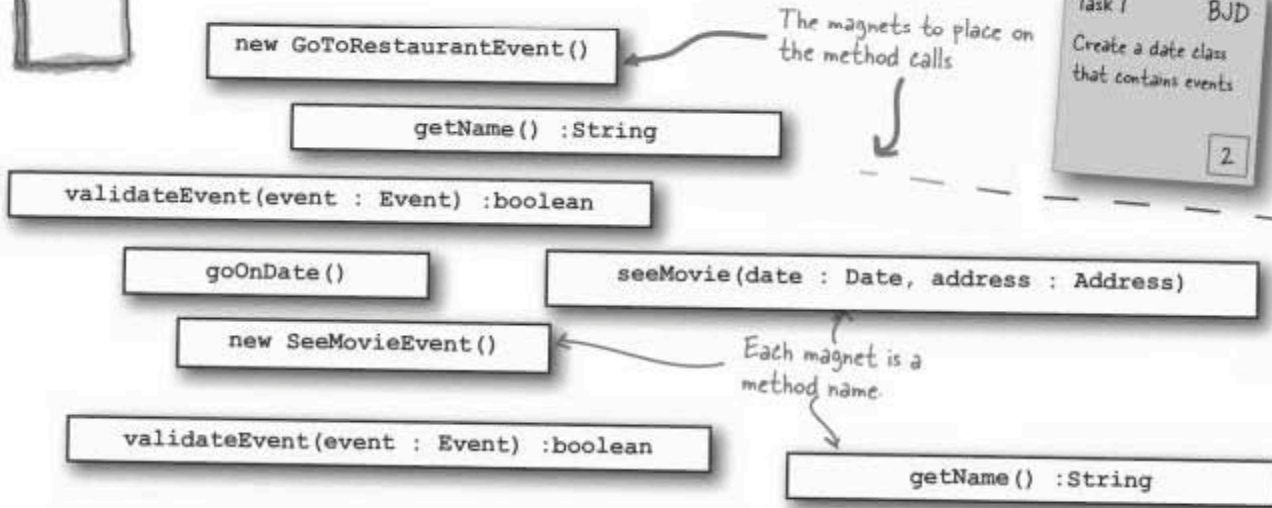 Task 1 BJD
Create a date class
that contains events
2
The magnets to place on
the method calls
new GoToRestaurantEvent()
getName() :String
validateEvent(event : Event) :boolean
goOnDate()
seeMovie(date : Date, address : Address)
new SeeMovieEvent()
Each magnet is a
method name.
validateEvent(event : Event) :boolean
getName() :String